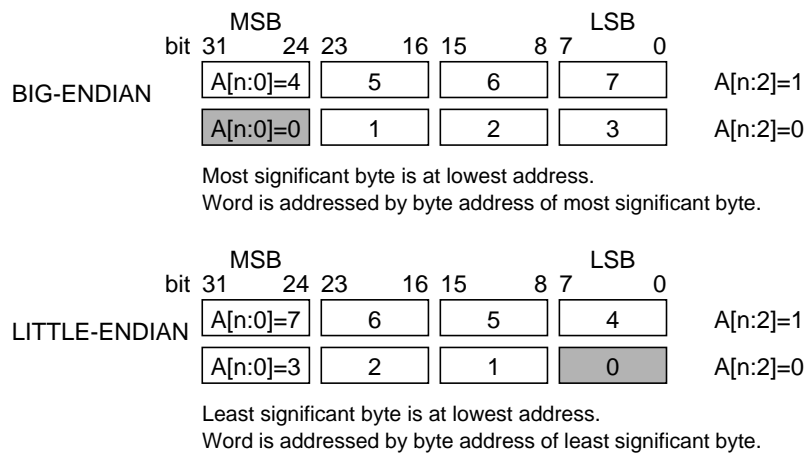 MSB LSB
bit 31 24 23 16 15 8 7 0
BIG-ENDIAN A[n:0]=4 5 6 7 A[n:2]=1
A[n:0]=0 1 2 3 A[n:2]=0
Most significant byte is at lowest address.
Word is addressed by byte address of most significant byte.
MSB LSB
bit 31 24 23 16 15 8 7 0
LITTLE-ENDIAN A[n:0]=7 6 5 4 A[n:2]=1
A[n:0]=3 2 1 0 A[n:2]=0
Least significant byte is at lowest address.
Word is addressed by byte address of least significant byte.